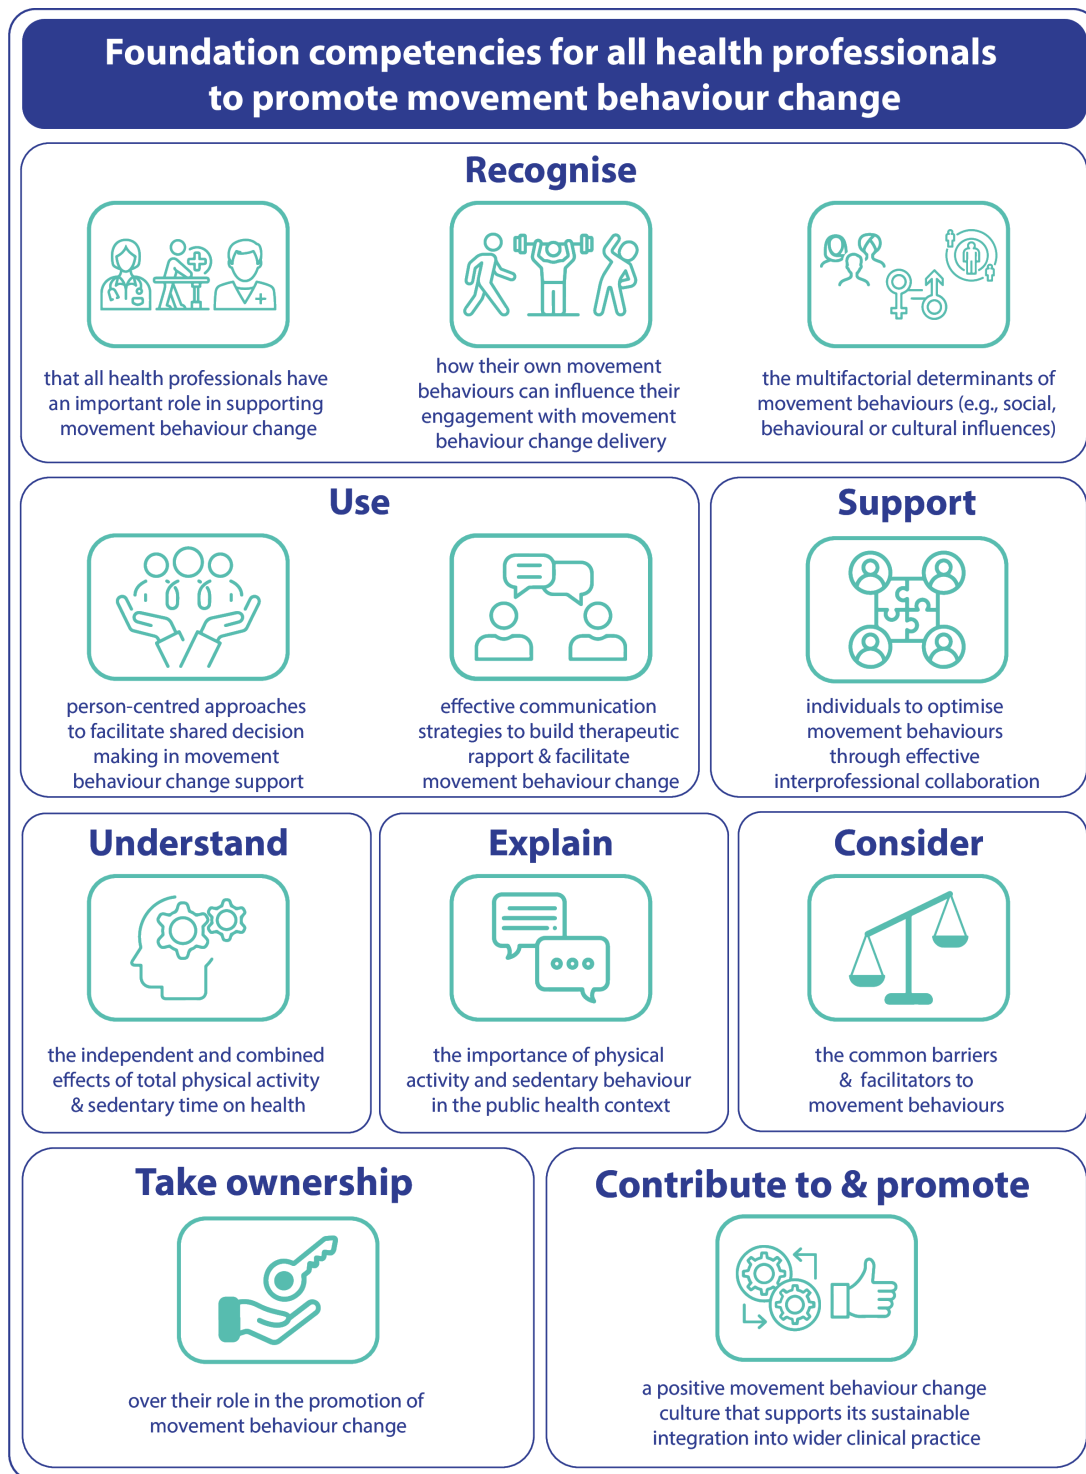 Foundation competencies for all health professionals
to promote movement behaviour change
Recognise
that all health professionals have
an important role in supporting
movement behaviour change
how their own movement
behaviours can influence their
engagement with movement
behaviour change delivery
the multifactorial determinants of
movement behaviours (e.g., social,
behavioural or cultural influences)
Use
person-centred approaches
to facilitate shared decision
making in movement
behaviour change support
effective communication
strategies to build therapeutic
rapport & facilitate
movement behaviour change
Support
individuals to optimise
movement behaviours
through effective
interprofessional collaboration
Understand
the independent and combined
effects of total physical activity
& sedentary time on health
Explain
the importance of physical
activity and sedentary behaviour
in the public health context
Consider
the common barriers
& facilitators to
movement behaviours
Take ownership
over their role in the promotion of
movement behaviour change
Contribute to & promote
a positive movement behaviour change
culture that supports its sustainable
integration into wider clinical practice